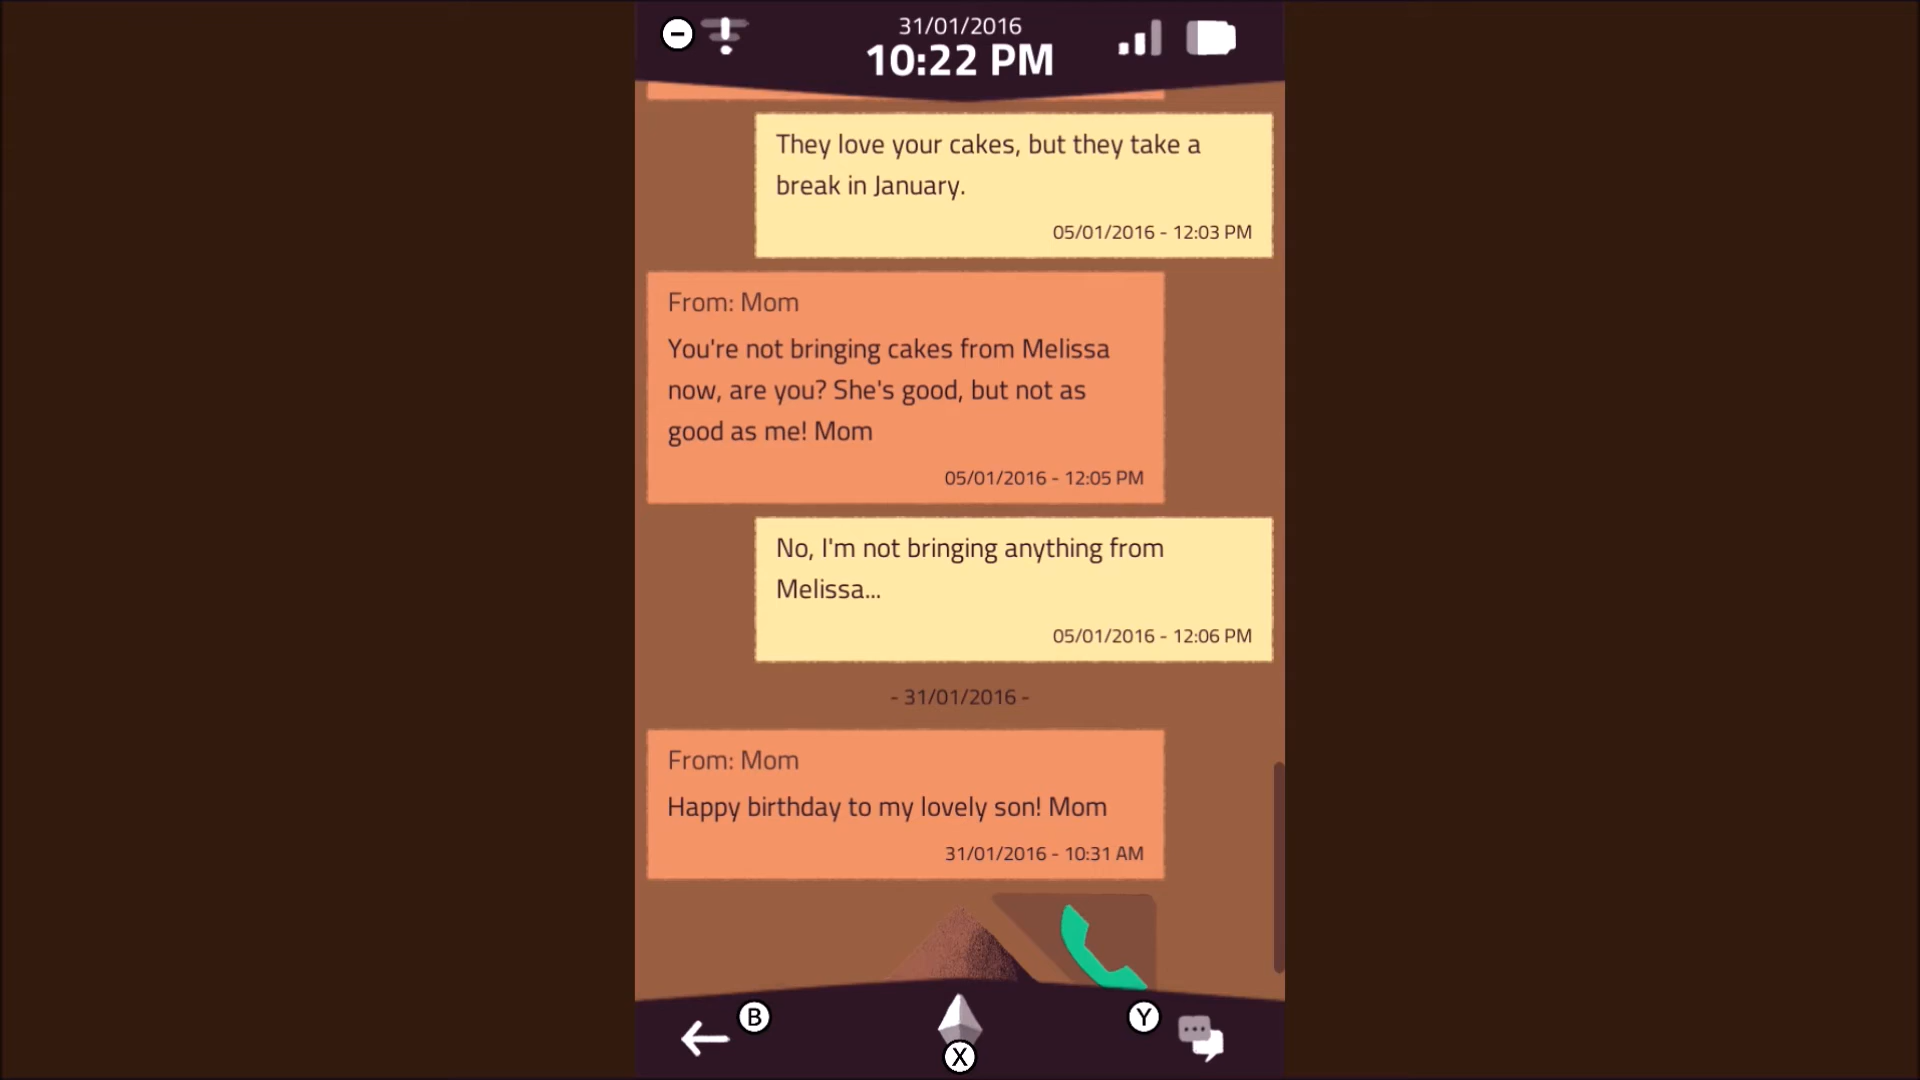 31/01/2016
10:22 PM
They love your cakes, but they take a
break in January.
05/01/2016 - 12:03 PM
From: Mom
You're not bringing cakes from Melissa
now, are you? She's good, but not as
good as me! Mom
05/01/2016 - 12:05 PM
No, I'm not bringing anything from
Melissa...
05/01/2016 - 12:06 PM
- 31/01/2016 -
From: Mom
Happy birthday to my lovely son! Mom
31/01/2016 - 10:31 AM
B
Y
X